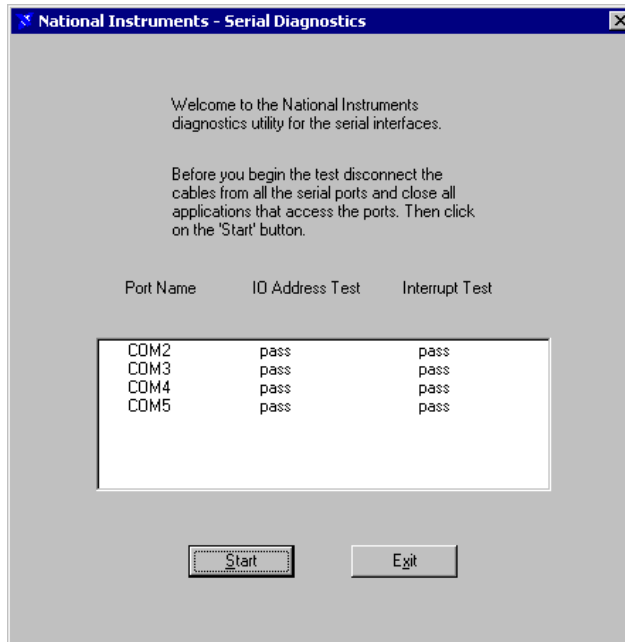 National Instruments - Serial Diagnostics
Welcome to the National Instruments
diagnostics utility for the serial interfaces.
Before you begin the test disconnect the
cables from all the serial ports and close all
applications that access the ports. Then click
on the 'Start' button.
Port Name IO Address Test Interrupt Test
COM2 pass pass
COM3 pass pass
COM4 pass pass
COM5 pass pass
Start Exit